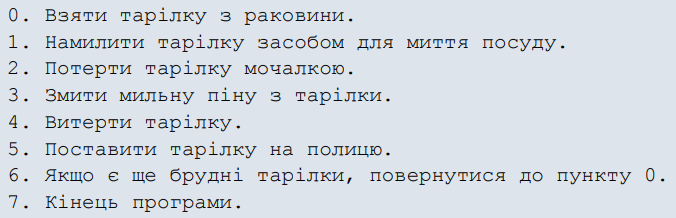 0. Взяти тарілку з раковини.
1. Намилити тарілку засобом для миття посуду.
2. Потерти тарілку мочалкою.
3. Змити мильну піну з тарілки.
4. Витерти тарілку.
5. Поставити тарілку на полицю.
6. Якщо є ще брудні тарілки, повернутися до пункту 0.
7. Кінець програми.